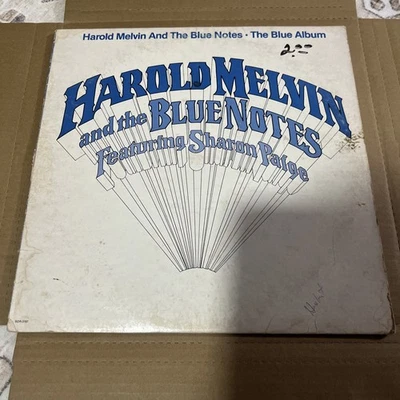 Harold Melvin And The Blue Notes • The Blue Album
2.00
HAROLD MELVIN
and the BLUE NOTES
Featuring Sharon Paige